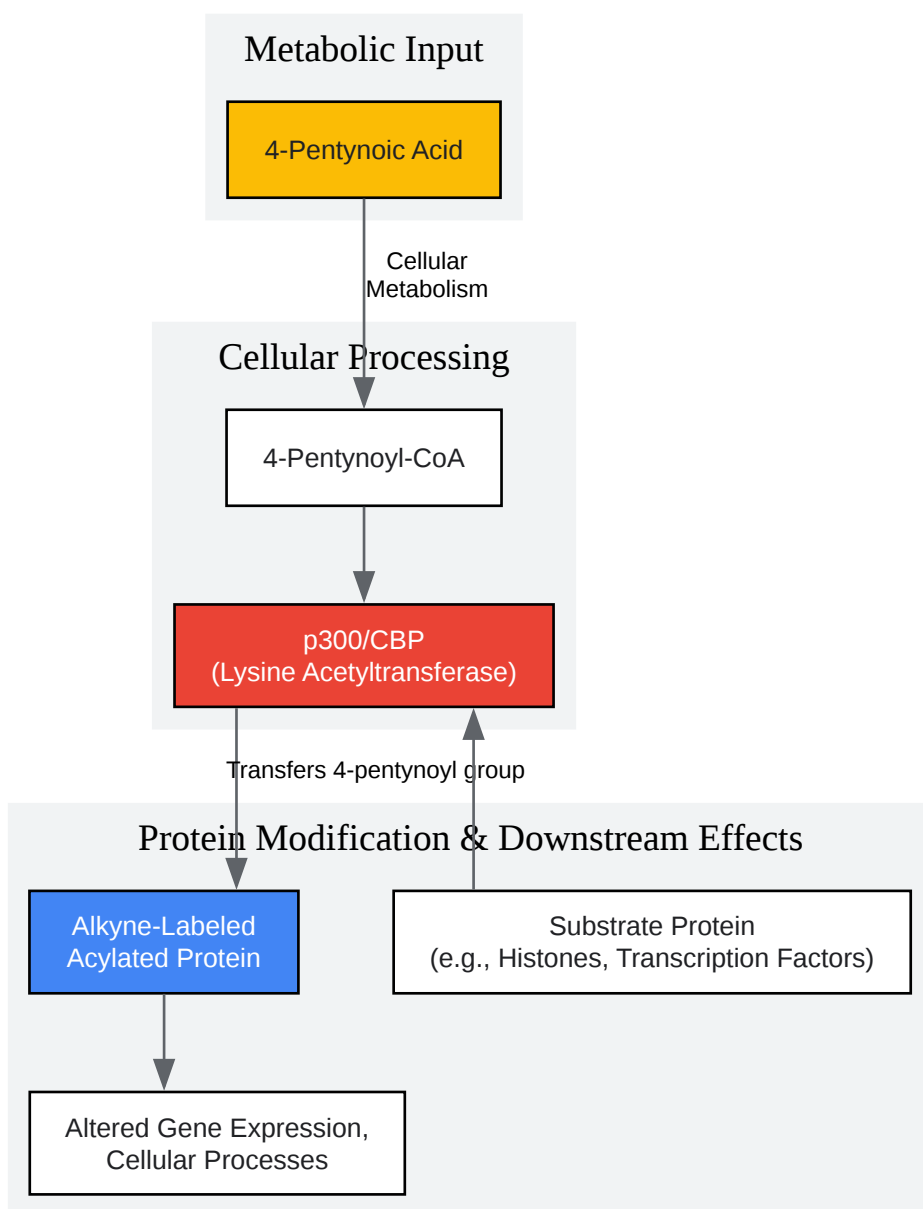 Metabolic Input
4-Pentynoic Acid
Cellular
Metabolism
Cellular Processing
4-Pentynoyl-CoA
p300/CBP
(Lysine Acetyltransferase)
Transfers 4-pentynoyl group
Protein Modification & Downstream Effects
Alkyne-Labeled
Acylated Protein
Substrate Protein
(e.g., Histones, Transcription Factors)
Altered Gene Expression,
Cellular Processes